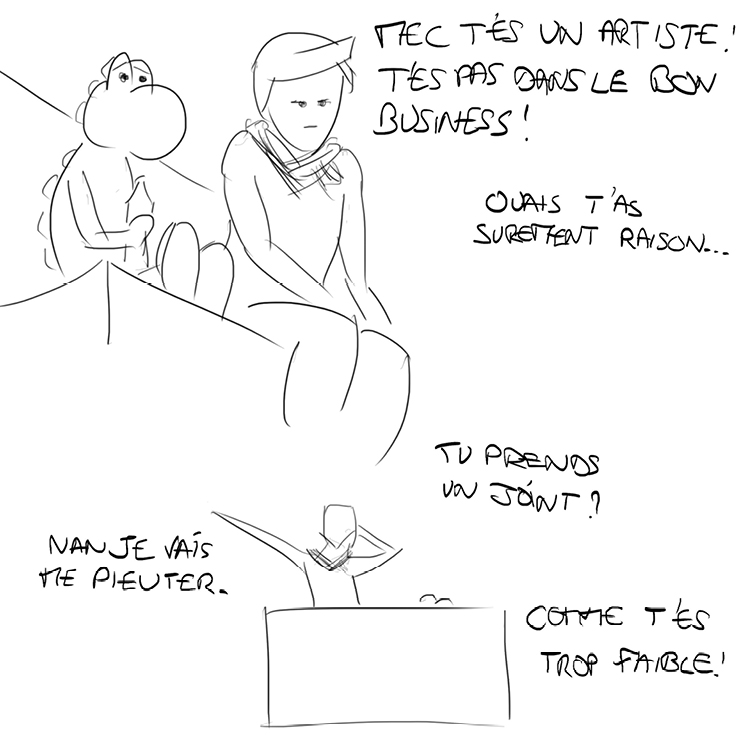 MEC T'ÉS UN ARTISTE!
T'ES PAS DANS LE BON
BUSINESS!
OUAIS T'AS
SUREMENT RAISON...
TU PRENDS
UN JOINT?
NAN JE VAIS
ME PIEUTER.
COMME T'ES
TROP FAIBLE!